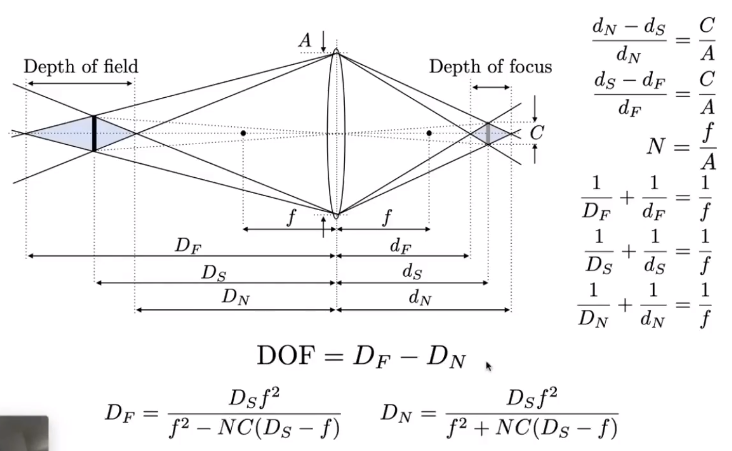 A
Depth of field
Depth of focus
C
f f
D_F d_F
D_S d_S
D_N d_N
\frac{d_N - d_S}{d_N} = \frac{C}{A}
\frac{d_S - d_F}{d_F} = \frac{C}{A}
N = \frac{f}{A}
\frac{1}{D_F} + \frac{1}{d_F} = \frac{1}{f}
\frac{1}{D_S} + \frac{1}{d_S} = \frac{1}{f}
\frac{1}{D_N} + \frac{1}{d_N} = \frac{1}{f}
DOF = D_F - D_N
D_F = \frac{D_S f^2}{f^2 - NC(D_S - f)} D_N = \frac{D_S f^2}{f^2 + NC(D_S - f)}